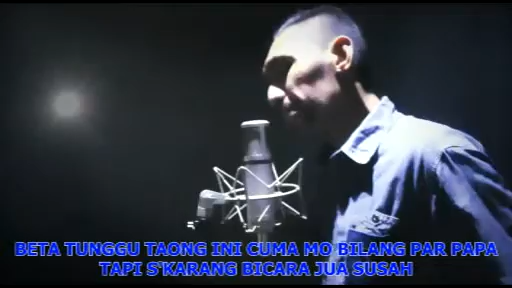 BETA TUNGGU TAONG INI CUMA MO BILANG PAR PAPA
TAPI S'KARANG BICARA JUA SUSAH